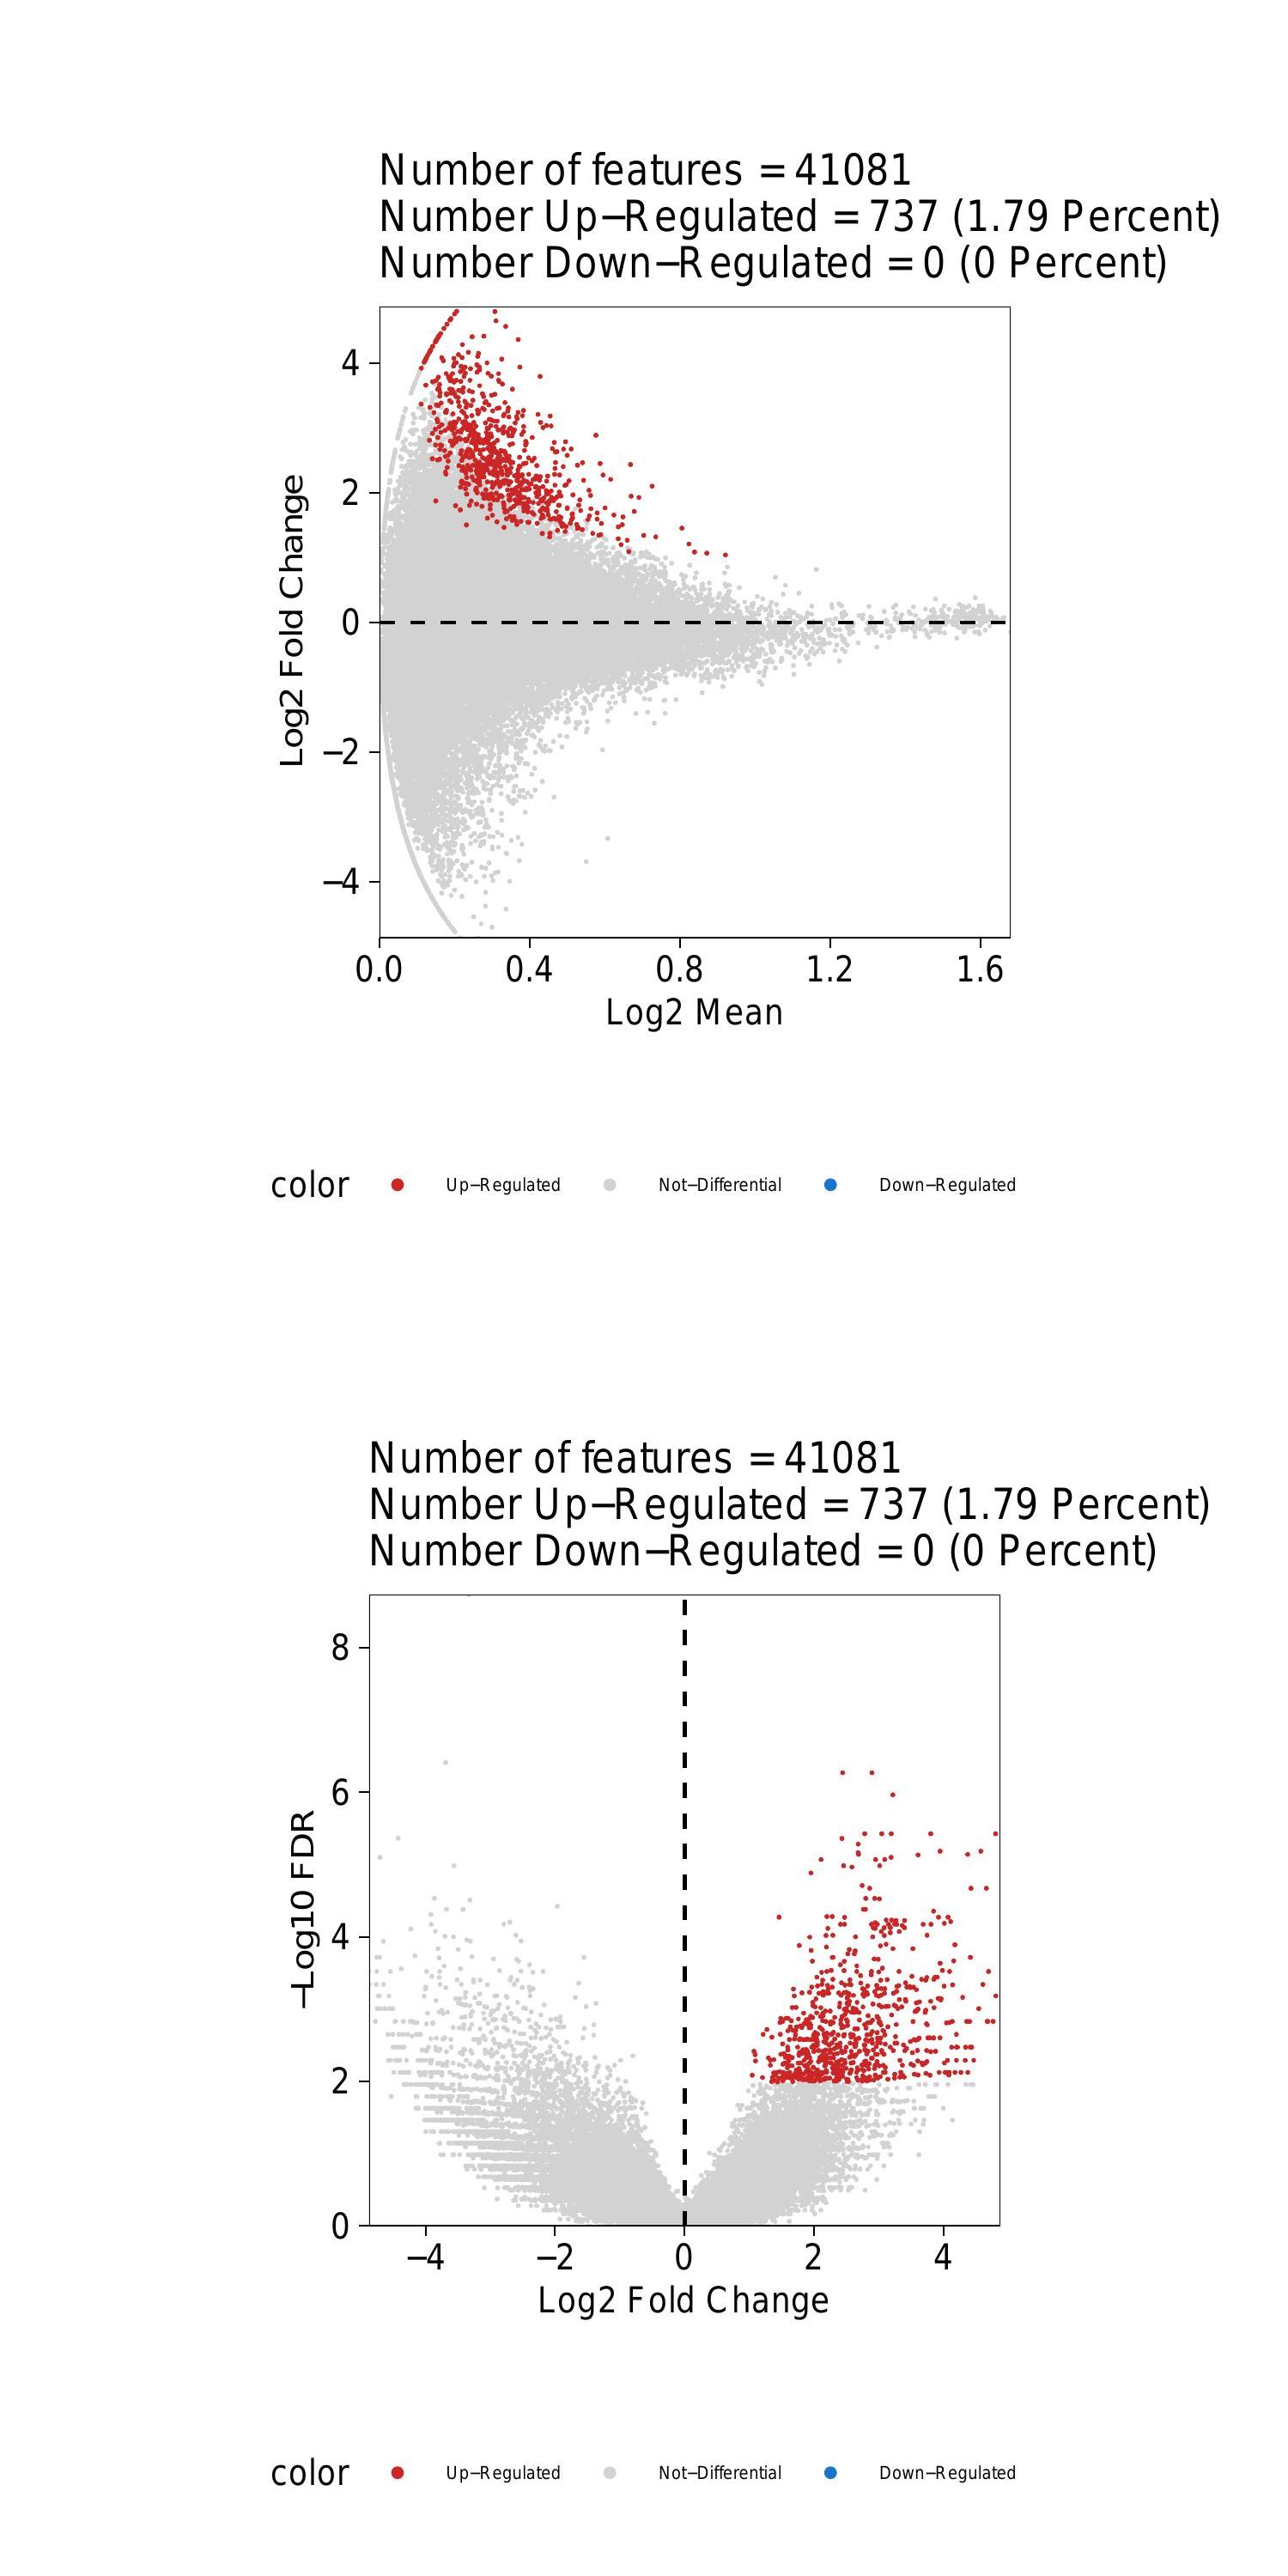 Number of features = 41081
Number Up−Regulated = 737 (1.79 Percent)
Number Down−Regulated = 0 (0 Percent)
4
2
0
−2
−4
Log2 Fold Change
0.0 0.4 0.8 1.2 1.6
Log2 Mean
color Up−Regulated Not−Differential Down−Regulated
Number of features = 41081
Number Up−Regulated = 737 (1.79 Percent)
Number Down−Regulated = 0 (0 Percent)
8
6
4
2
0
−Log10 FDR
−4 −2 0 2 4
Log2 Fold Change
color Up−Regulated Not−Differential Down−Regulated